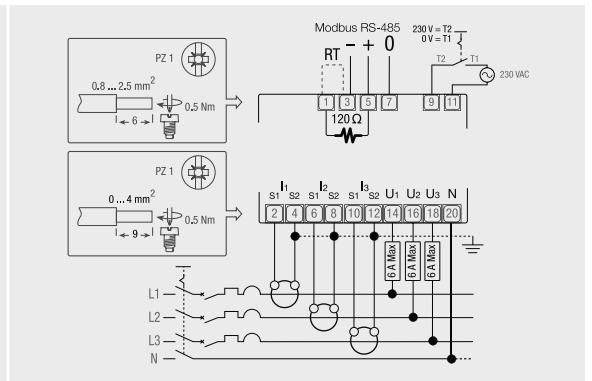 Modbus RS-485
230 V = T2
0 V = T1
PZ 1
RT – + 0
T2 T1
230 VAC
0.8 ... 2.5 mm²
0.5 Nm
6
1 3 5 7 9 11
120 Ω
PZ 1
0 ... 4 mm²
0.5 Nm
9
I1 I2 I3 U1 U2 U3 N
S1 S2 S1 S2 S1 S2
2 4 6 8 10 12 14 16 18 20
6 A Max 6 A Max 6 A Max
L1
L2
L3
N